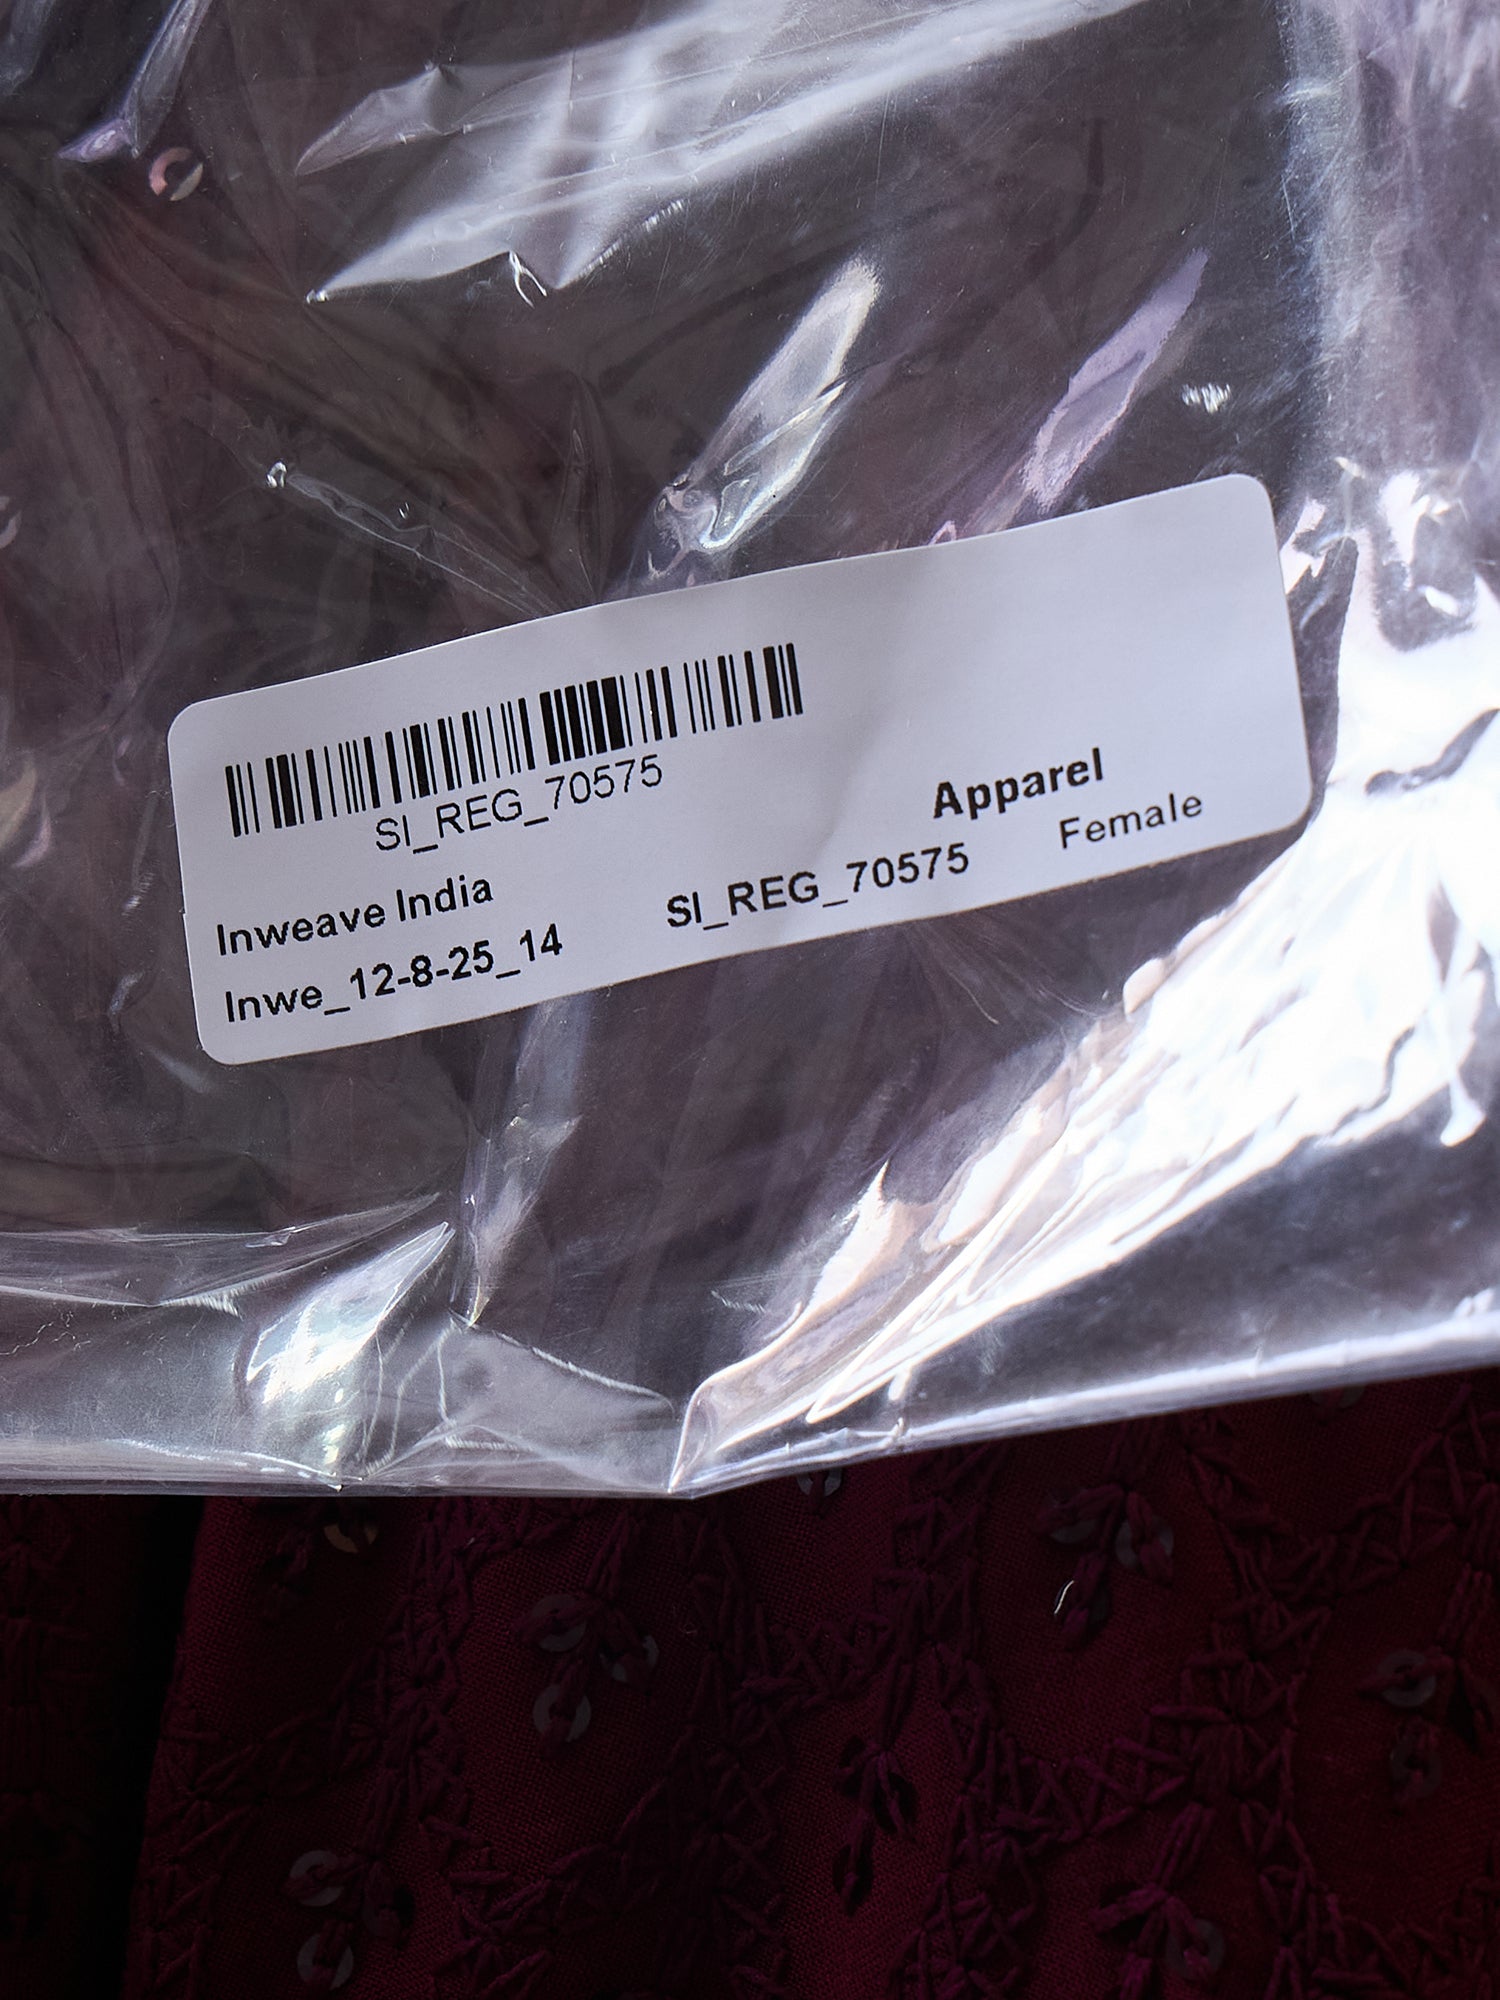 SI_REG_70575
Apparel
Inweave India
SI_REG_70575
Female
Inwe_12-8-25_14